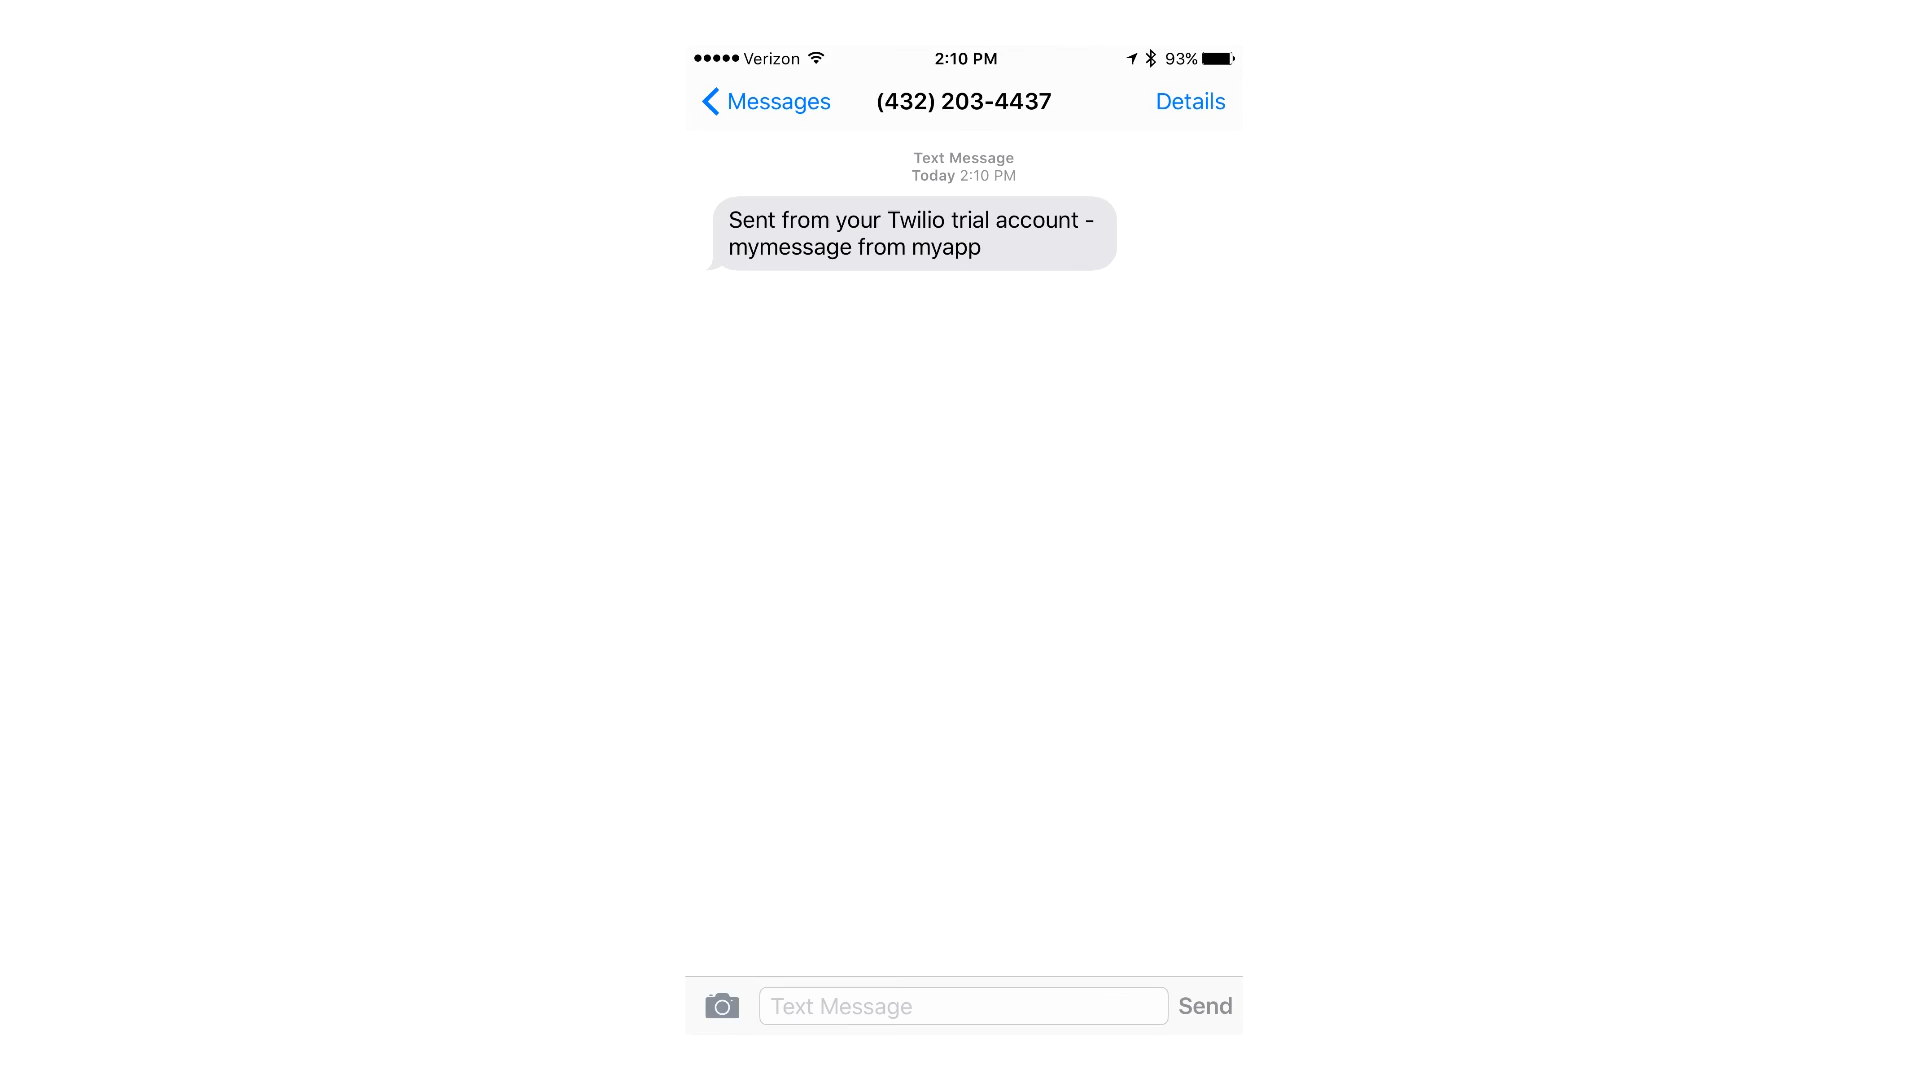 Verizon 2:10 PM 93%
Messages (432) 203-4437 Details
Text Message
Today 2:10 PM
Sent from your Twilio trial account -
mymessage from myapp
Text Message Send